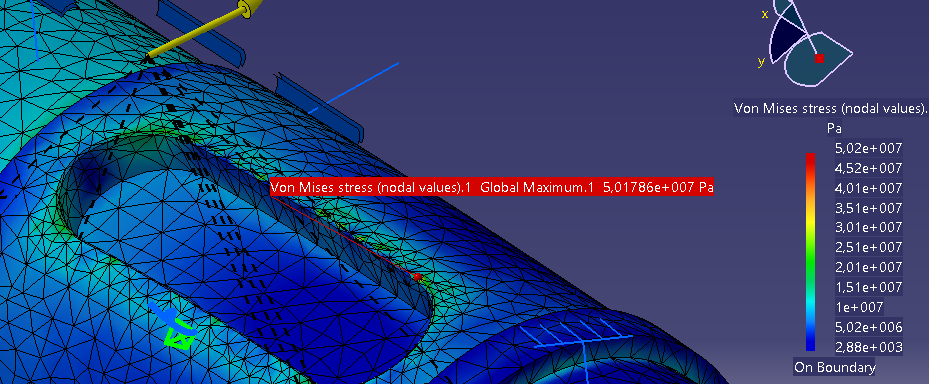 x
y
Von Mises stress (nodal values).
Pa
5,02e+007
4,52e+007
4,01e+007
3,51e+007
3,01e+007
2,51e+007
2,01e+007
1,51e+007
1e+007
5,02e+006
2,88e+003
On Boundary
Von Mises stress (nodal values).1 Global Maximum.1 5,01786e+007 Pa